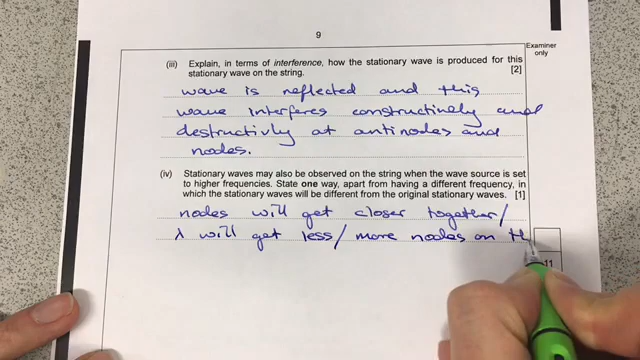 9
Examiner
only
(iii) Explain, in terms of interference, how the stationary wave is produced for this
stationary wave on the string. [2]
wave is reflected and this
wave interferes constructively and
destructivly at antinodes and
nodes.
(iv) Stationary waves may also be observed on the string when the wave source is set
to higher frequencies. State one way, apart from having a different frequency, in
which the stationary waves will be different from the original stationary waves. [1]
nodes will get closer together/
λ will get less/ more nodes on th
11